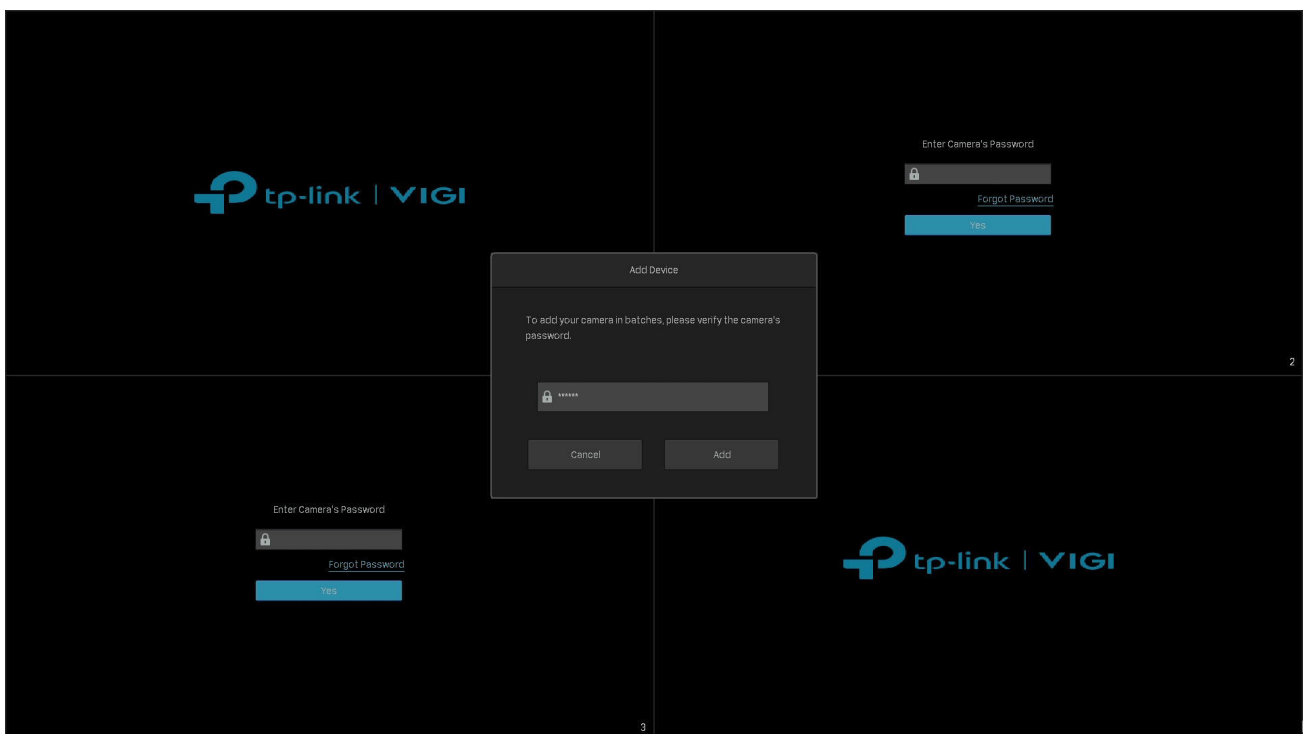 tp-link | VIGI
Enter Camera's Password
Forgot Password
Yes
2
Add Device
To add your camera in batches, please verify the camera's
password.
******
Cancel
Add
Enter Camera's Password
Forgot Password
Yes
3
tp-link | VIGI